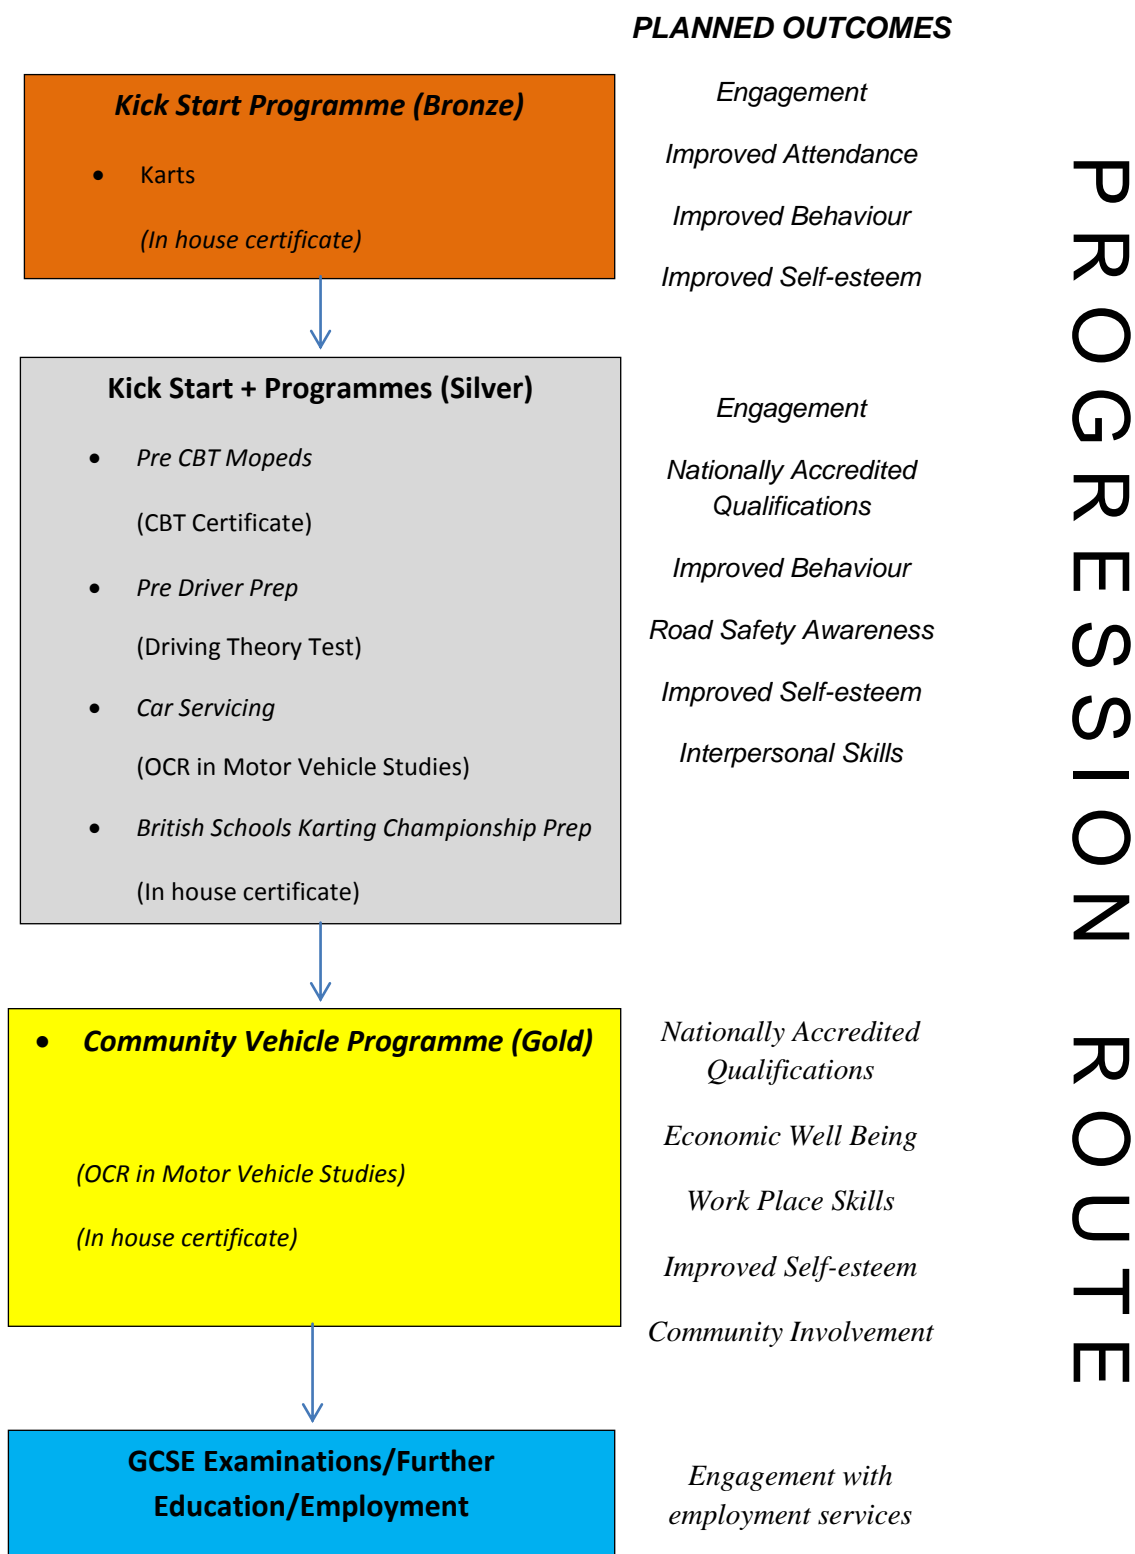 PLANNED OUTCOMES
Kick Start Programme (Bronze)
• Karts
(In house certificate)
Engagement
Improved Attendance
Improved Behaviour
Improved Self-esteem
Kick Start + Programmes (Silver)
• Pre CBT Mopeds
(CBT Certificate)
• Pre Driver Prep
(Driving Theory Test)
• Car Servicing
(OCR in Motor Vehicle Studies)
• British Schools Karting Championship Prep
(In house certificate)
Engagement
Nationally Accredited
Qualifications
Improved Behaviour
Road Safety Awareness
Improved Self-esteem
Interpersonal Skills
• Community Vehicle Programme (Gold)
(OCR in Motor Vehicle Studies)
(In house certificate)
Nationally Accredited
Qualifications
Economic Well Being
Work Place Skills
Improved Self-esteem
Community Involvement
GCSE Examinations/Further
Education/Employment
Engagement with
employment services
PROGRESSION ROUTE